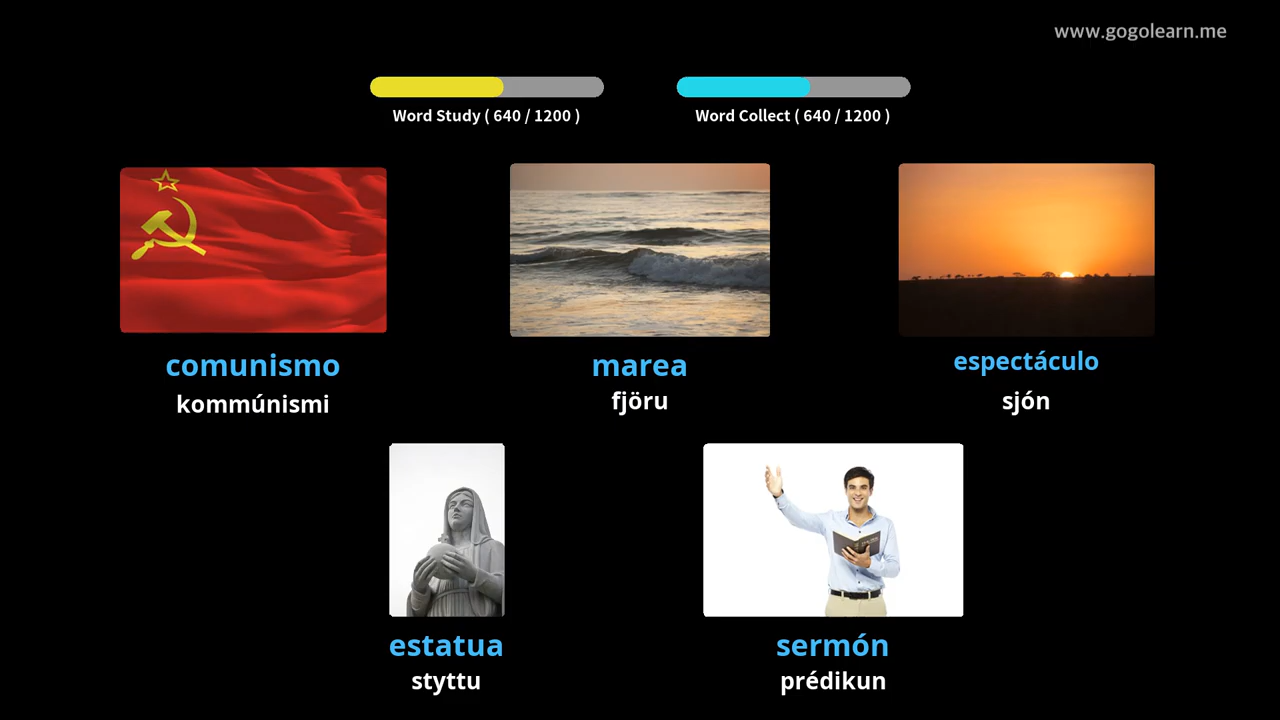 www.gogolearn.me
Word Study ( 640 / 1200 )
Word Collect ( 640 / 1200 )
comunismo
kommúnismi
marea
fjöru
espectáculo
sjón
estatua
styttu
sermón
prédikun